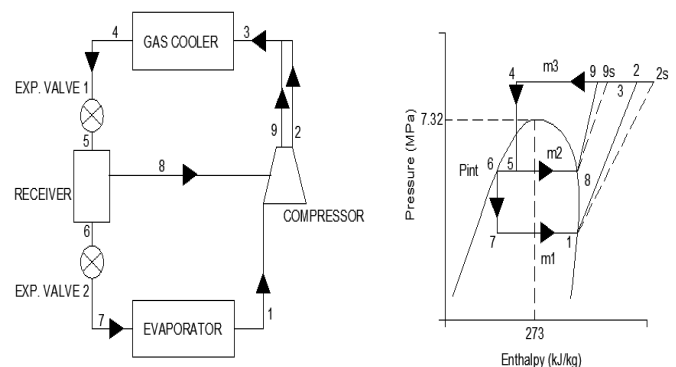 4
GAS COOLER
3
EXP. VALVE 1
9
2
5
8
RECEIVER
COMPRESSOR
6
EXP. VALVE 2
7
EVAPORATOR
1
Pressure (MPa)
4
m3
9
9s
2
2s
3
7.32
Pint
6
5
m2
8
7
m1
1
273
Enthalpy (kJ/kg)